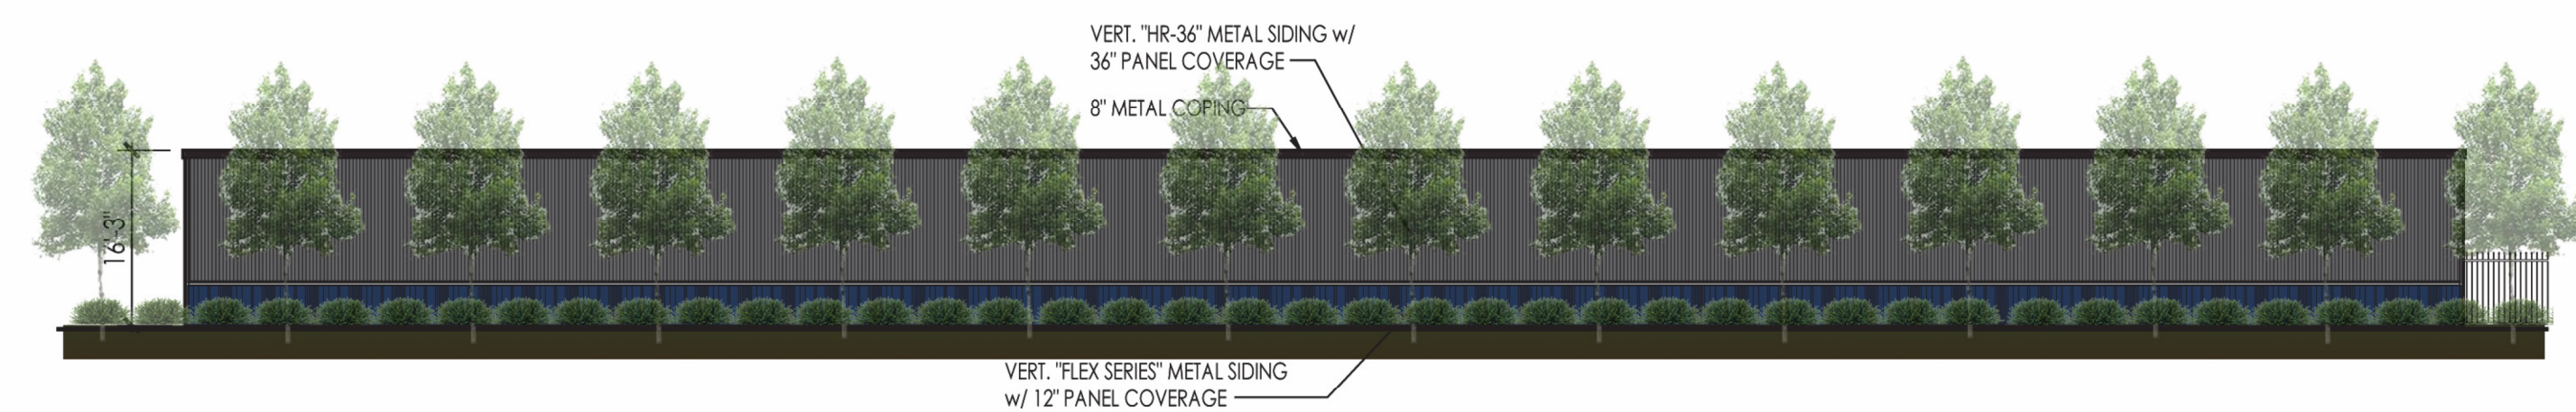 VERT. "HR-36" METAL SIDING w/
36" PANEL COVERAGE
8" METAL COPING
16'-3"
VERT. "FLEX SERIES" METAL SIDING
w/ 12" PANEL COVERAGE